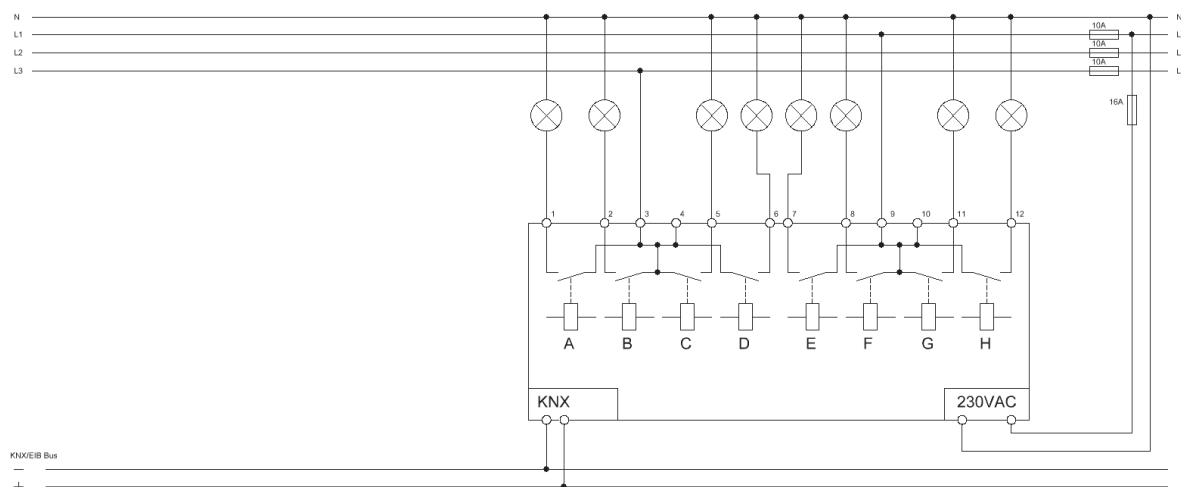 N N
10A
L1 L
10A
L2 L
10A
L3 L
16A
1 2 3 4 5 6 7 8 9 10 11 12
A B C D E F G H
KNX 230VAC
KNX/EIB Bus
−
+